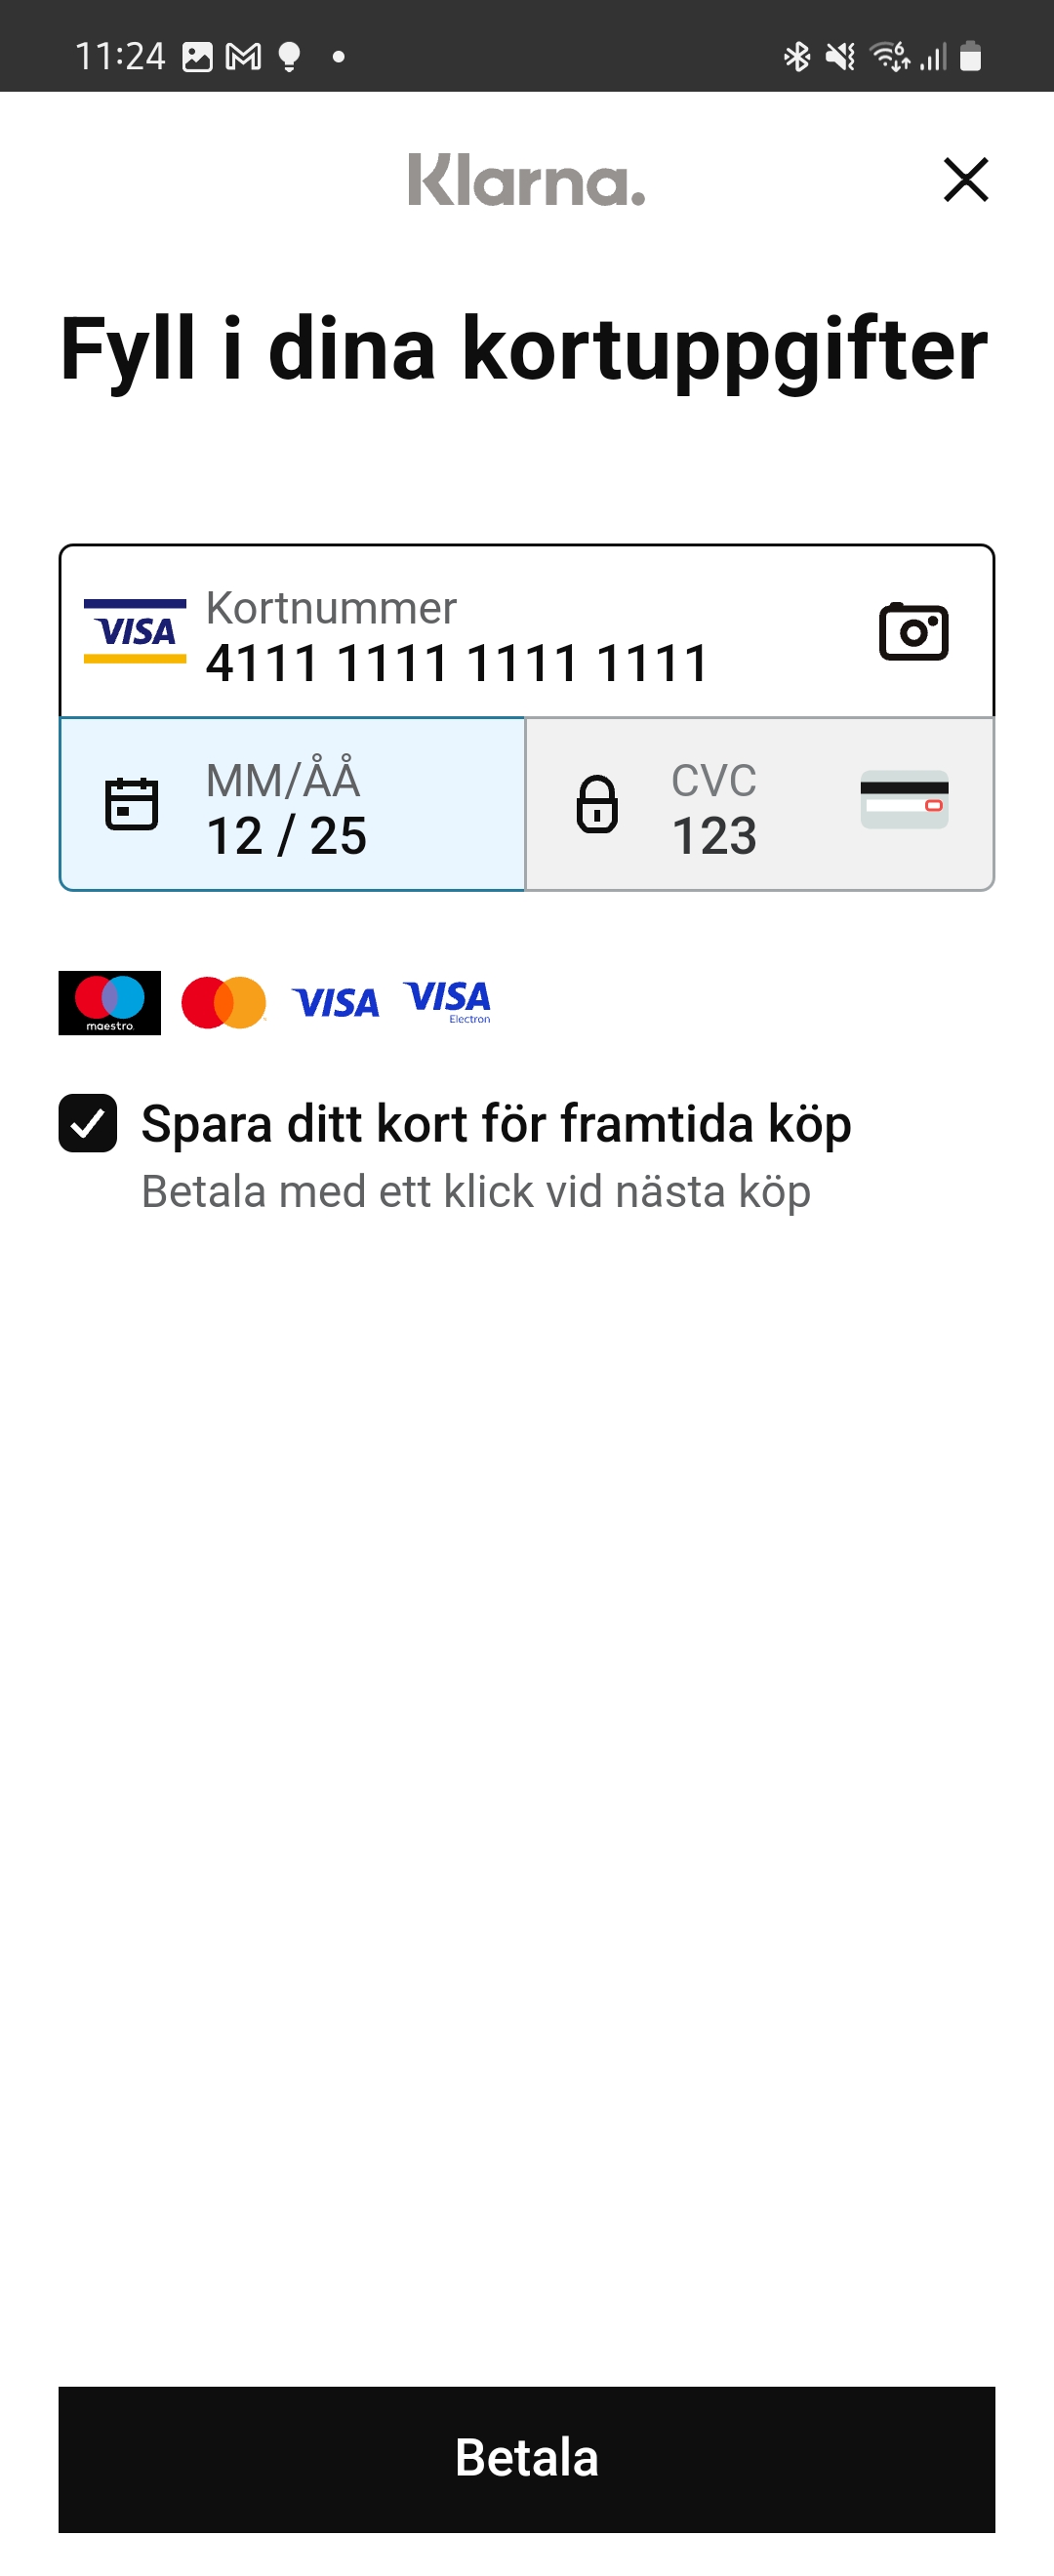 11:24
Klarna.
Fyll i dina kortuppgifter
VISA
Kortnummer
4111 1111 1111 1111
MM/ÅÅ
12 / 25
CVC
123
maestro
VISA
VISA
Electron
Spara ditt kort för framtida köp
Betala med ett klick vid nästa köp
Betala